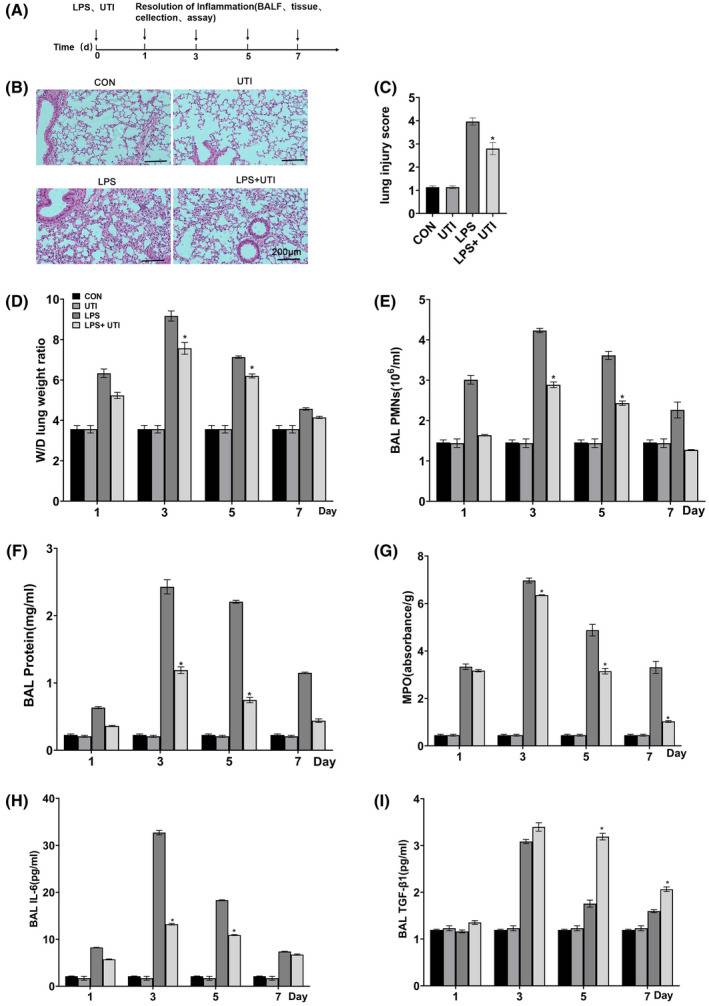 (A)
LPS、UTI Resolution of Inflammation(BALF、tissue、
cellection、assay)
Time (d)
0 1 3 5 7
(B)
CON UTI
LPS LPS+UTI
200μm
(C)
lung injury score
5
4
3
2
1
0
CON UTI LPS LPS+ UTI
*
(D)
W/D lung weight ratio
10
8
6
4
2
0
CON
UTI
LPS
LPS+ UTI
* *
1 3 5 7 Day
(E)
BAL PMNs(10⁶/ml)
5
4
3
2
1
0
* *
1 3 5 7 Day
(F)
BAL Protein(mg/ml)
3
2
1
0
* *
1 3 5 7 Day
(G)
MPO(absorbance/g)
8
6
4
2
0
* * *
1 3 5 7 Day
(H)
BAL IL-6(pg/ml)
40
30
20
10
0
* *
1 3 5 7 Day
(I)
BAL TGF-β1(pg/ml)
4
3
2
1
0
* *
1 3 5 7 Day